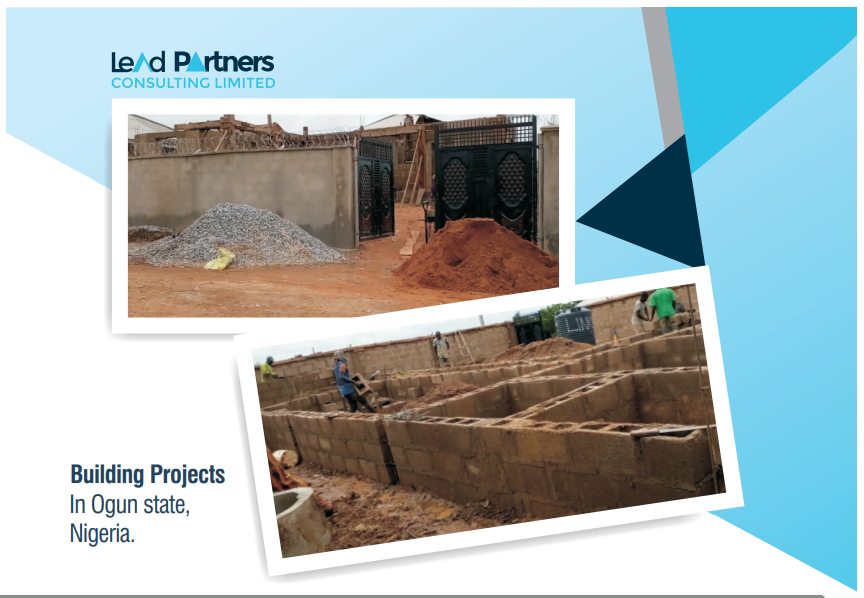 Lead Partners
CONSULTING LIMITED
Building Projects
In Ogun state,
Nigeria.